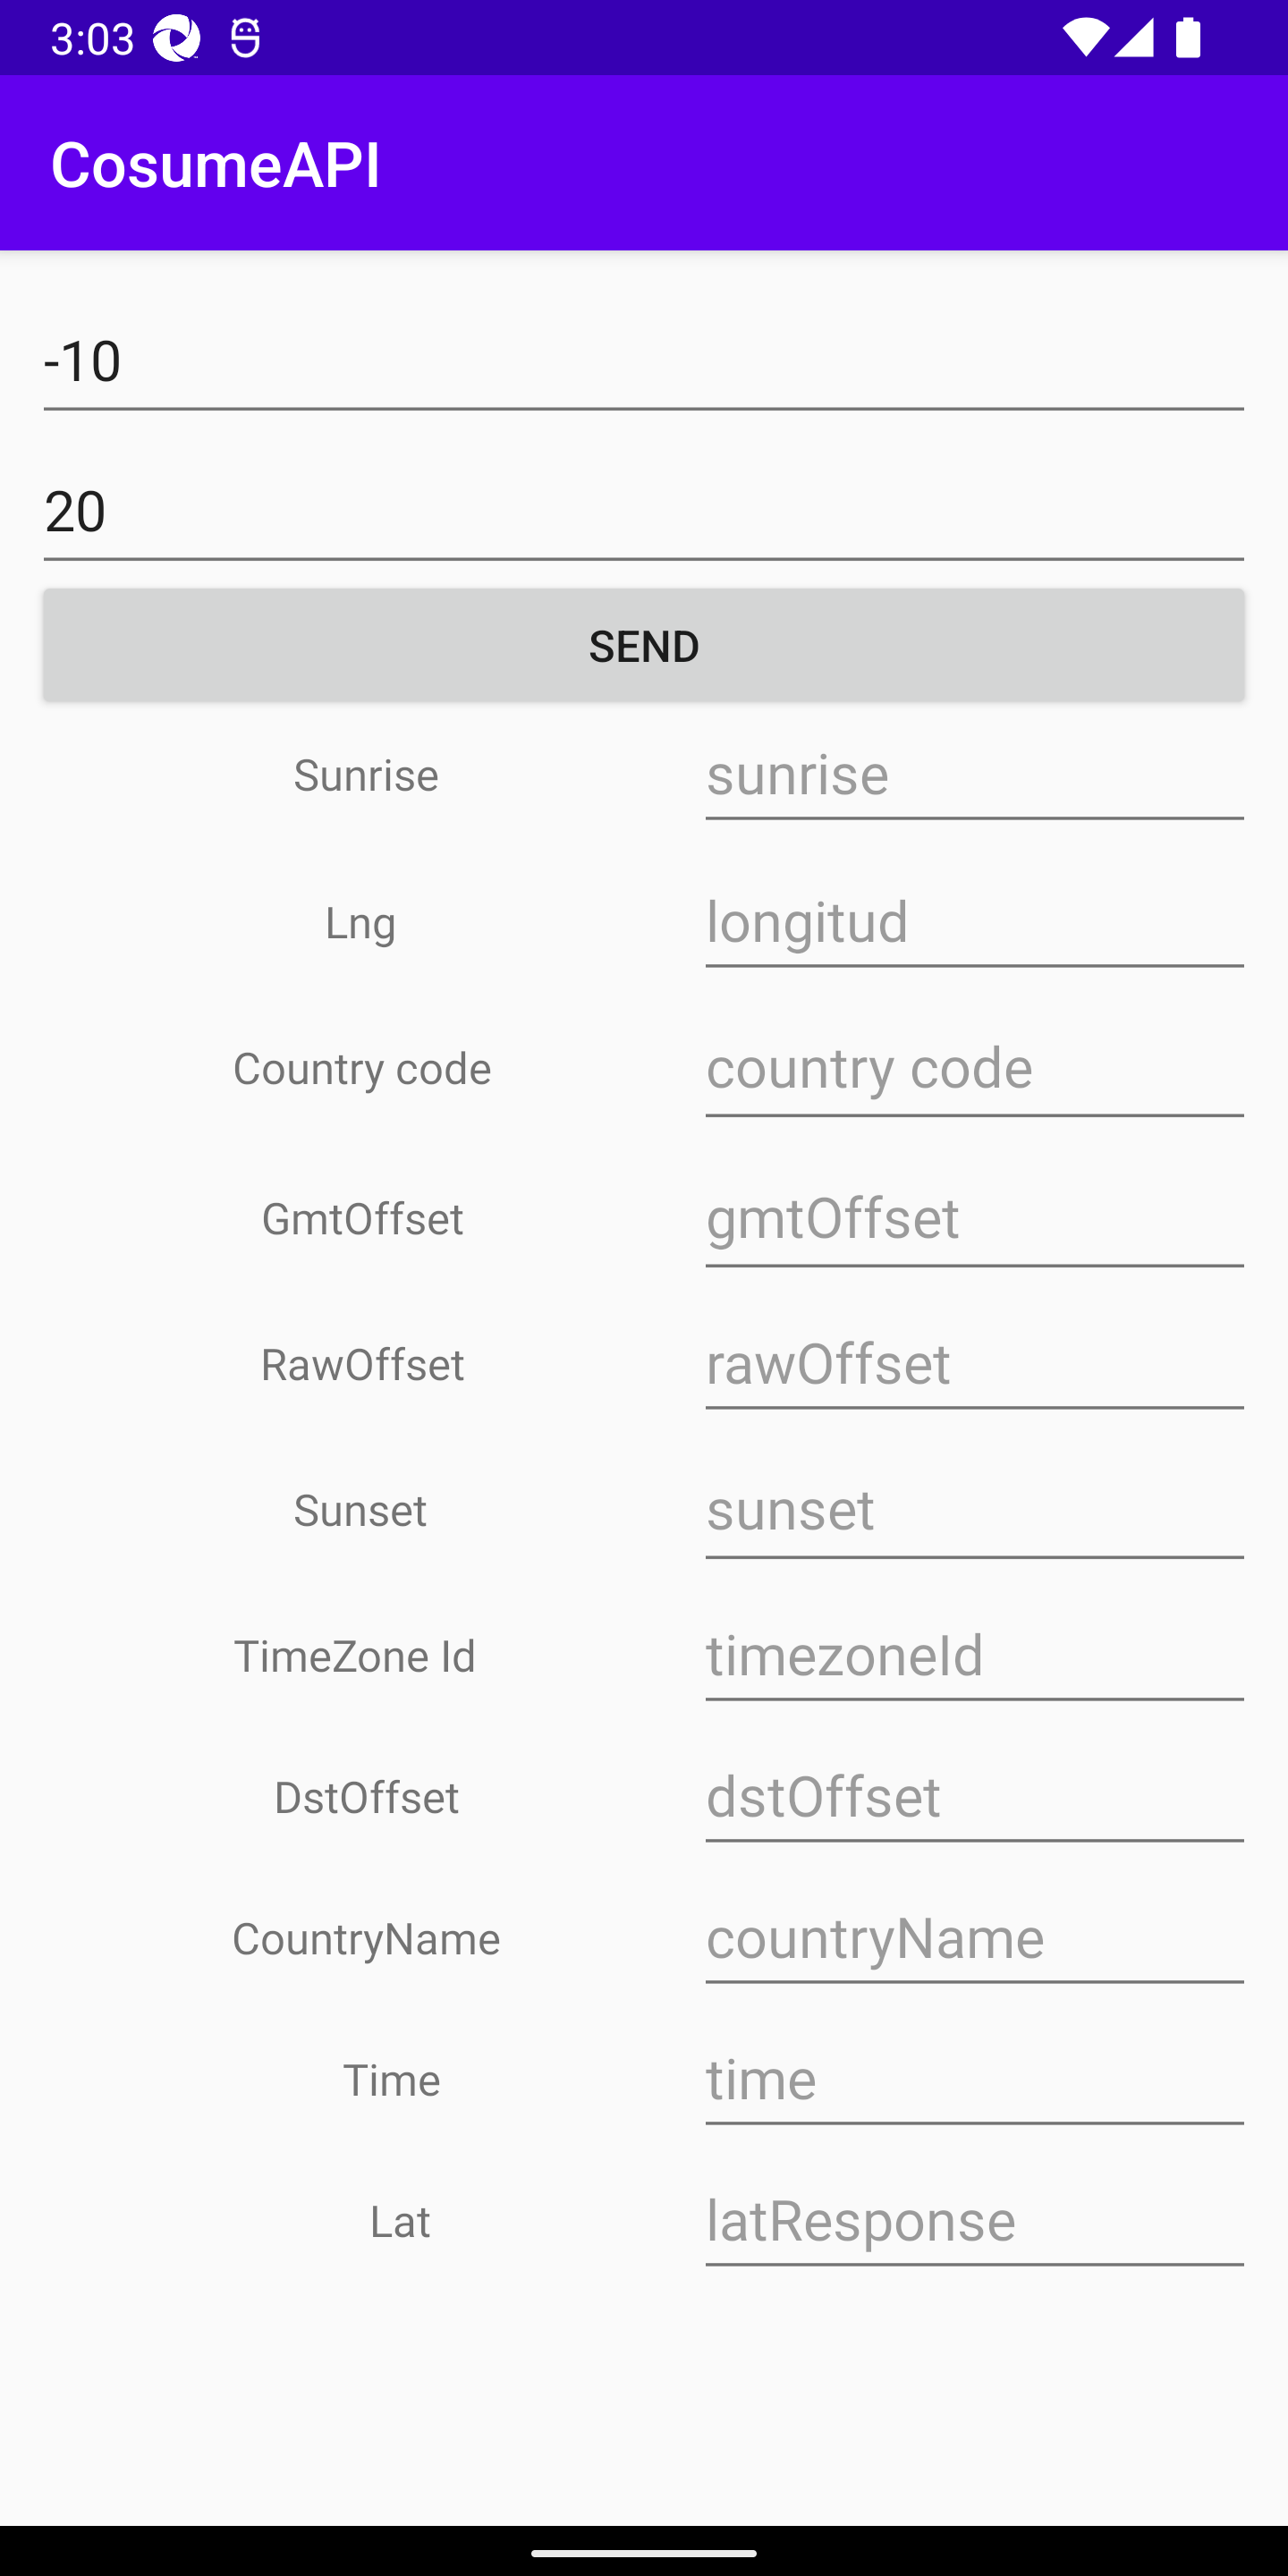 3:03
CosumeAPI
-10
20
SEND
Sunrise sunrise
Lng longitud
Country code country code
GmtOffset gmtOffset
RawOffset rawOffset
Sunset sunset
TimeZone Id timezoneId
DstOffset dstOffset
CountryName countryName
Time time
Lat latResponse